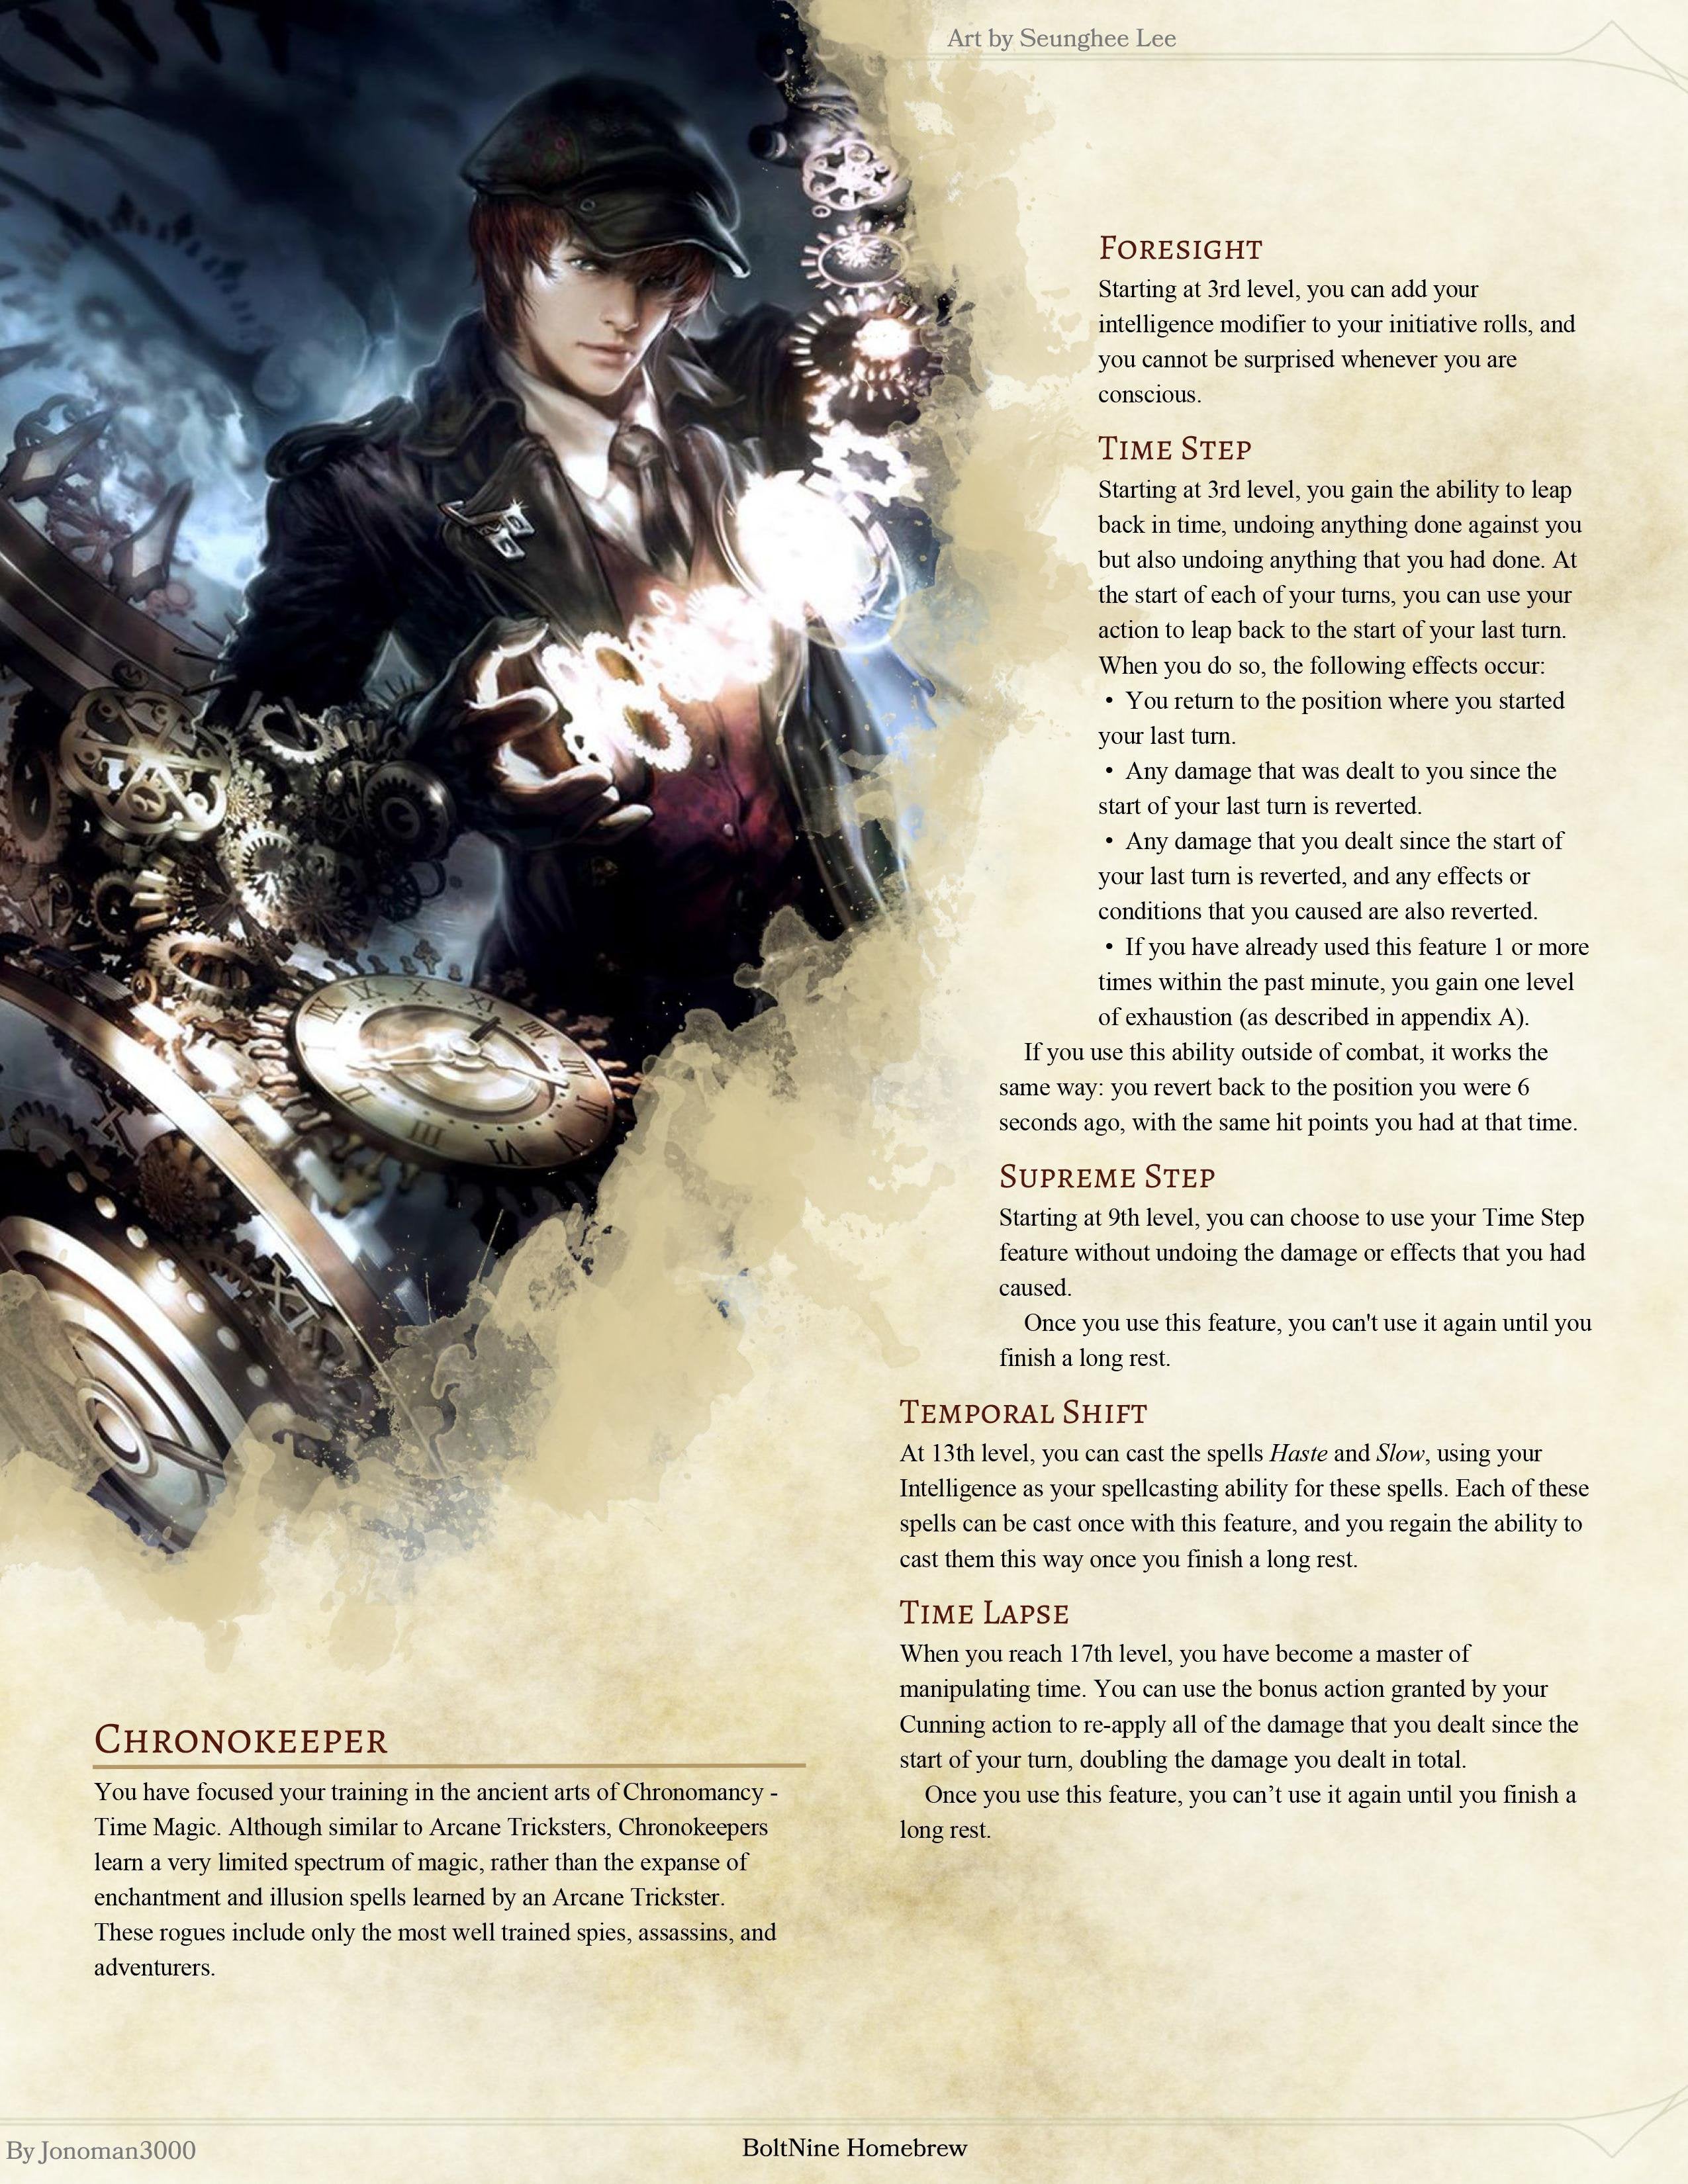 Art by Seunghee Lee
FORESIGHT
Starting at 3rd level, you can add your
intelligence modifier to your initiative rolls, and
you cannot be surprised whenever you are
conscious.
TIME STEP
Starting at 3rd level, you gain the ability to leap
back in time, undoing anything done against you
but also undoing anything that you had done. At
the start of each of your turns, you can use your
action to leap back to the start of your last turn.
When you do so, the following effects occur:
• You return to the position where you started
your last turn.
• Any damage that was dealt to you since the
start of your last turn is reverted.
• Any damage that you dealt since the start of
your last turn is reverted, and any effects or
conditions that you caused are also reverted.
• If you have already used this feature 1 or more
times within the past minute, you gain one level
of exhaustion (as described in appendix A).
If you use this ability outside of combat, it works the
same way: you revert back to the position you were 6
seconds ago, with the same hit points you had at that time.
SUPREME STEP
Starting at 9th level, you can choose to use your Time Step
feature without undoing the damage or effects that you had
caused.
Once you use this feature, you can't use it again until you
finish a long rest.
TEMPORAL SHIFT
At 13th level, you can cast the spells Haste and Slow, using your
Intelligence as your spellcasting ability for these spells. Each of these
spells can be cast once with this feature, and you regain the ability to
cast them this way once you finish a long rest.
TIME LAPSE
When you reach 17th level, you have become a master of
manipulating time. You can use the bonus action granted by your
Cunning action to re-apply all of the damage that you dealt since the
start of your turn, doubling the damage you dealt in total.
Once you use this feature, you can’t use it again until you finish a
long rest.
CHRONOKEEPER
You have focused your training in the ancient arts of Chronomancy -
Time Magic. Although similar to Arcane Tricksters, Chronokeepers
learn a very limited spectrum of magic, rather than the expanse of
enchantment and illusion spells learned by an Arcane Trickster.
These rogues include only the most well trained spies, assassins, and
adventurers.
By Jonoman3000
BoltNine Homebrew